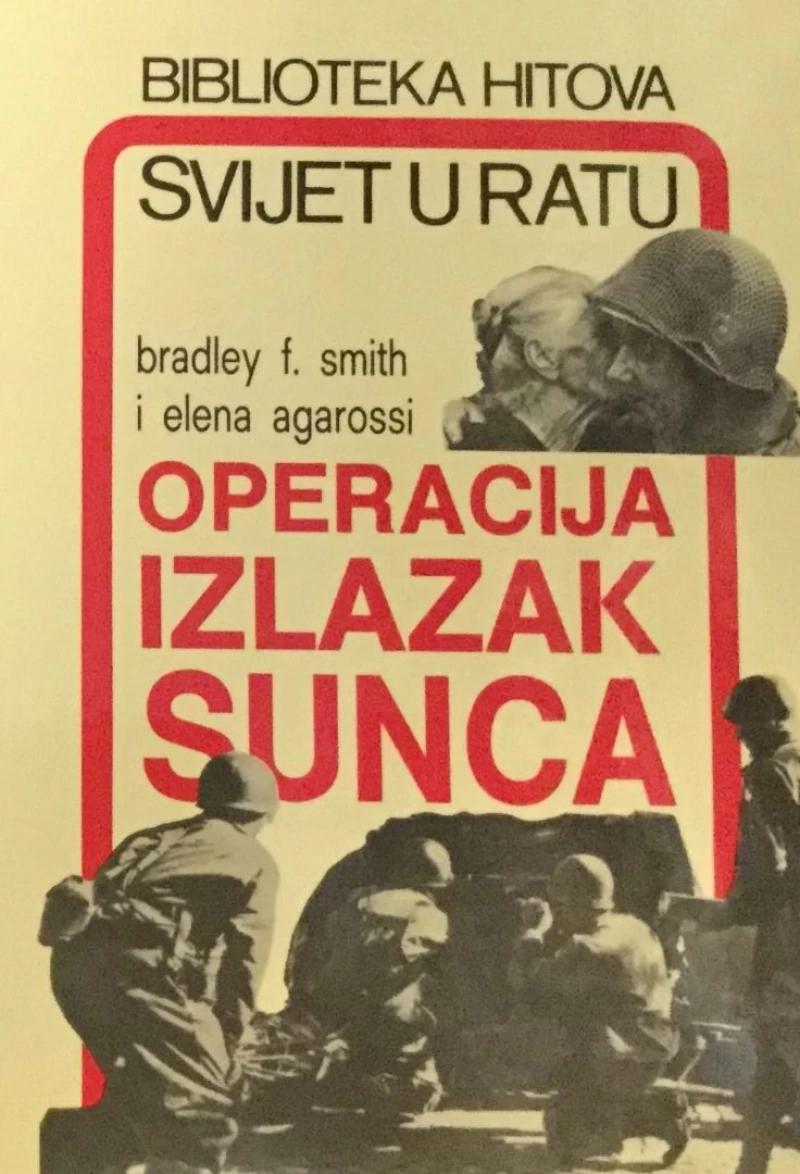 BIBLIOTEKA HITOVA
SVIJET U RATU
bradley f. smith
i elena agarossi
OPERACIJA
IZLAZAK
SUNCA